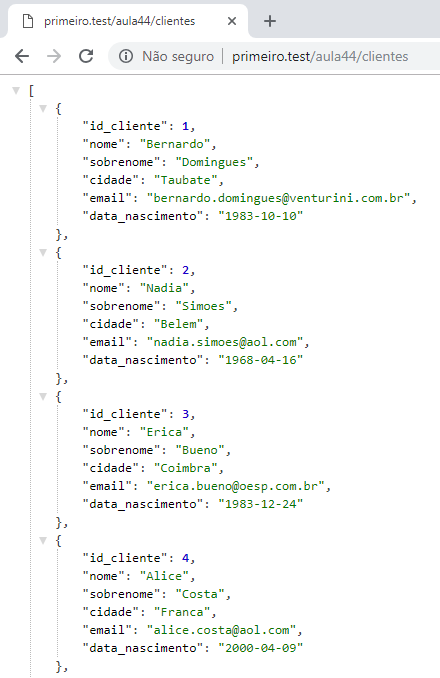 primeiro.test/aula44/clientes
Não seguro | primeiro.test/aula44/clientes
[
{
"id_cliente": 1,
"nome": "Bernardo",
"sobrenome": "Domingues",
"cidade": "Taubate",
"email": "bernardo.domingues@venturini.com.br",
"data_nascimento": "1983-10-10"
},
{
"id_cliente": 2,
"nome": "Nadia",
"sobrenome": "Simoes",
"cidade": "Belem",
"email": "nadia.simoes@aol.com",
"data_nascimento": "1968-04-16"
},
{
"id_cliente": 3,
"nome": "Erica",
"sobrenome": "Bueno",
"cidade": "Coimbra",
"email": "erica.bueno@oesp.com.br",
"data_nascimento": "1983-12-24"
},
{
"id_cliente": 4,
"nome": "Alice",
"sobrenome": "Costa",
"cidade": "Franca",
"email": "alice.costa@aol.com",
"data_nascimento": "2000-04-09"
},